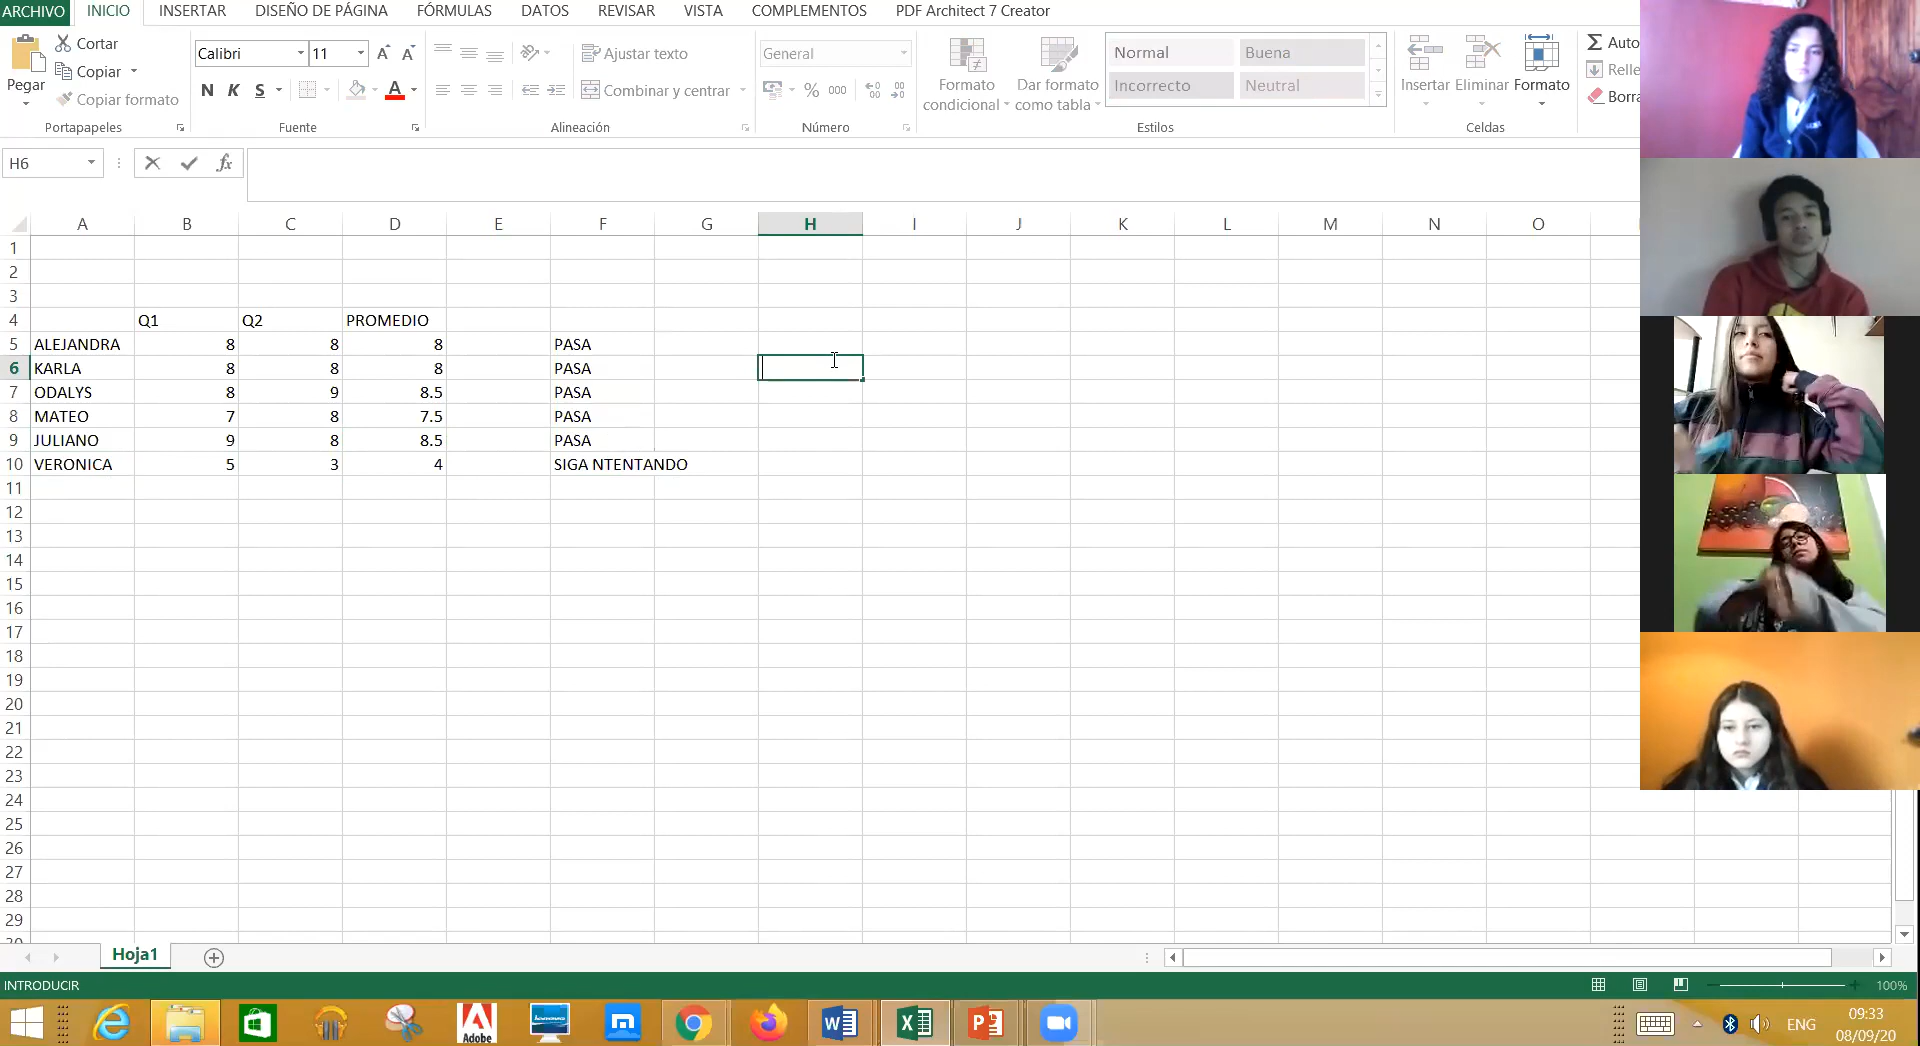 ARCHIVO INICIO INSERTAR DISEÑO DE PÁGINA FÓRMULAS DATOS REVISAR VISTA COMPLEMENTOS PDF Architect 7 Creator
Pegar
Cortar
Copiar
Copiar formato
Portapapeles
Calibri 11
N K S A
Fuente
Ajustar texto
Combinar y centrar
Alineación
General
% 000
Número
Formato condicional
Dar formato como tabla
Normal Buena
Incorrecto Neutral
Estilos
Insertar Eliminar Formato
Celdas
Auto
Relle
Borra
H6 fx
A B C D E F G H I J K L M N O
1
2
3
4 Q1 Q2 PROMEDIO
5 ALEJANDRA 8 8 8 PASA
6 KARLA 8 8 8 PASA
7 ODALYS 8 9 8.5 PASA
8 MATEO 7 8 7.5 PASA
9 JULIANO 9 8 8.5 PASA
10 VERONICA 5 3 4 SIGA NTENTANDO
11
12
13
14
15
16
17
18
19
20
21
22
23
24
25
26
27
28
29
Hoja1
INTRODUCIR 100%
Adobe
ENG
09:33
08/09/20